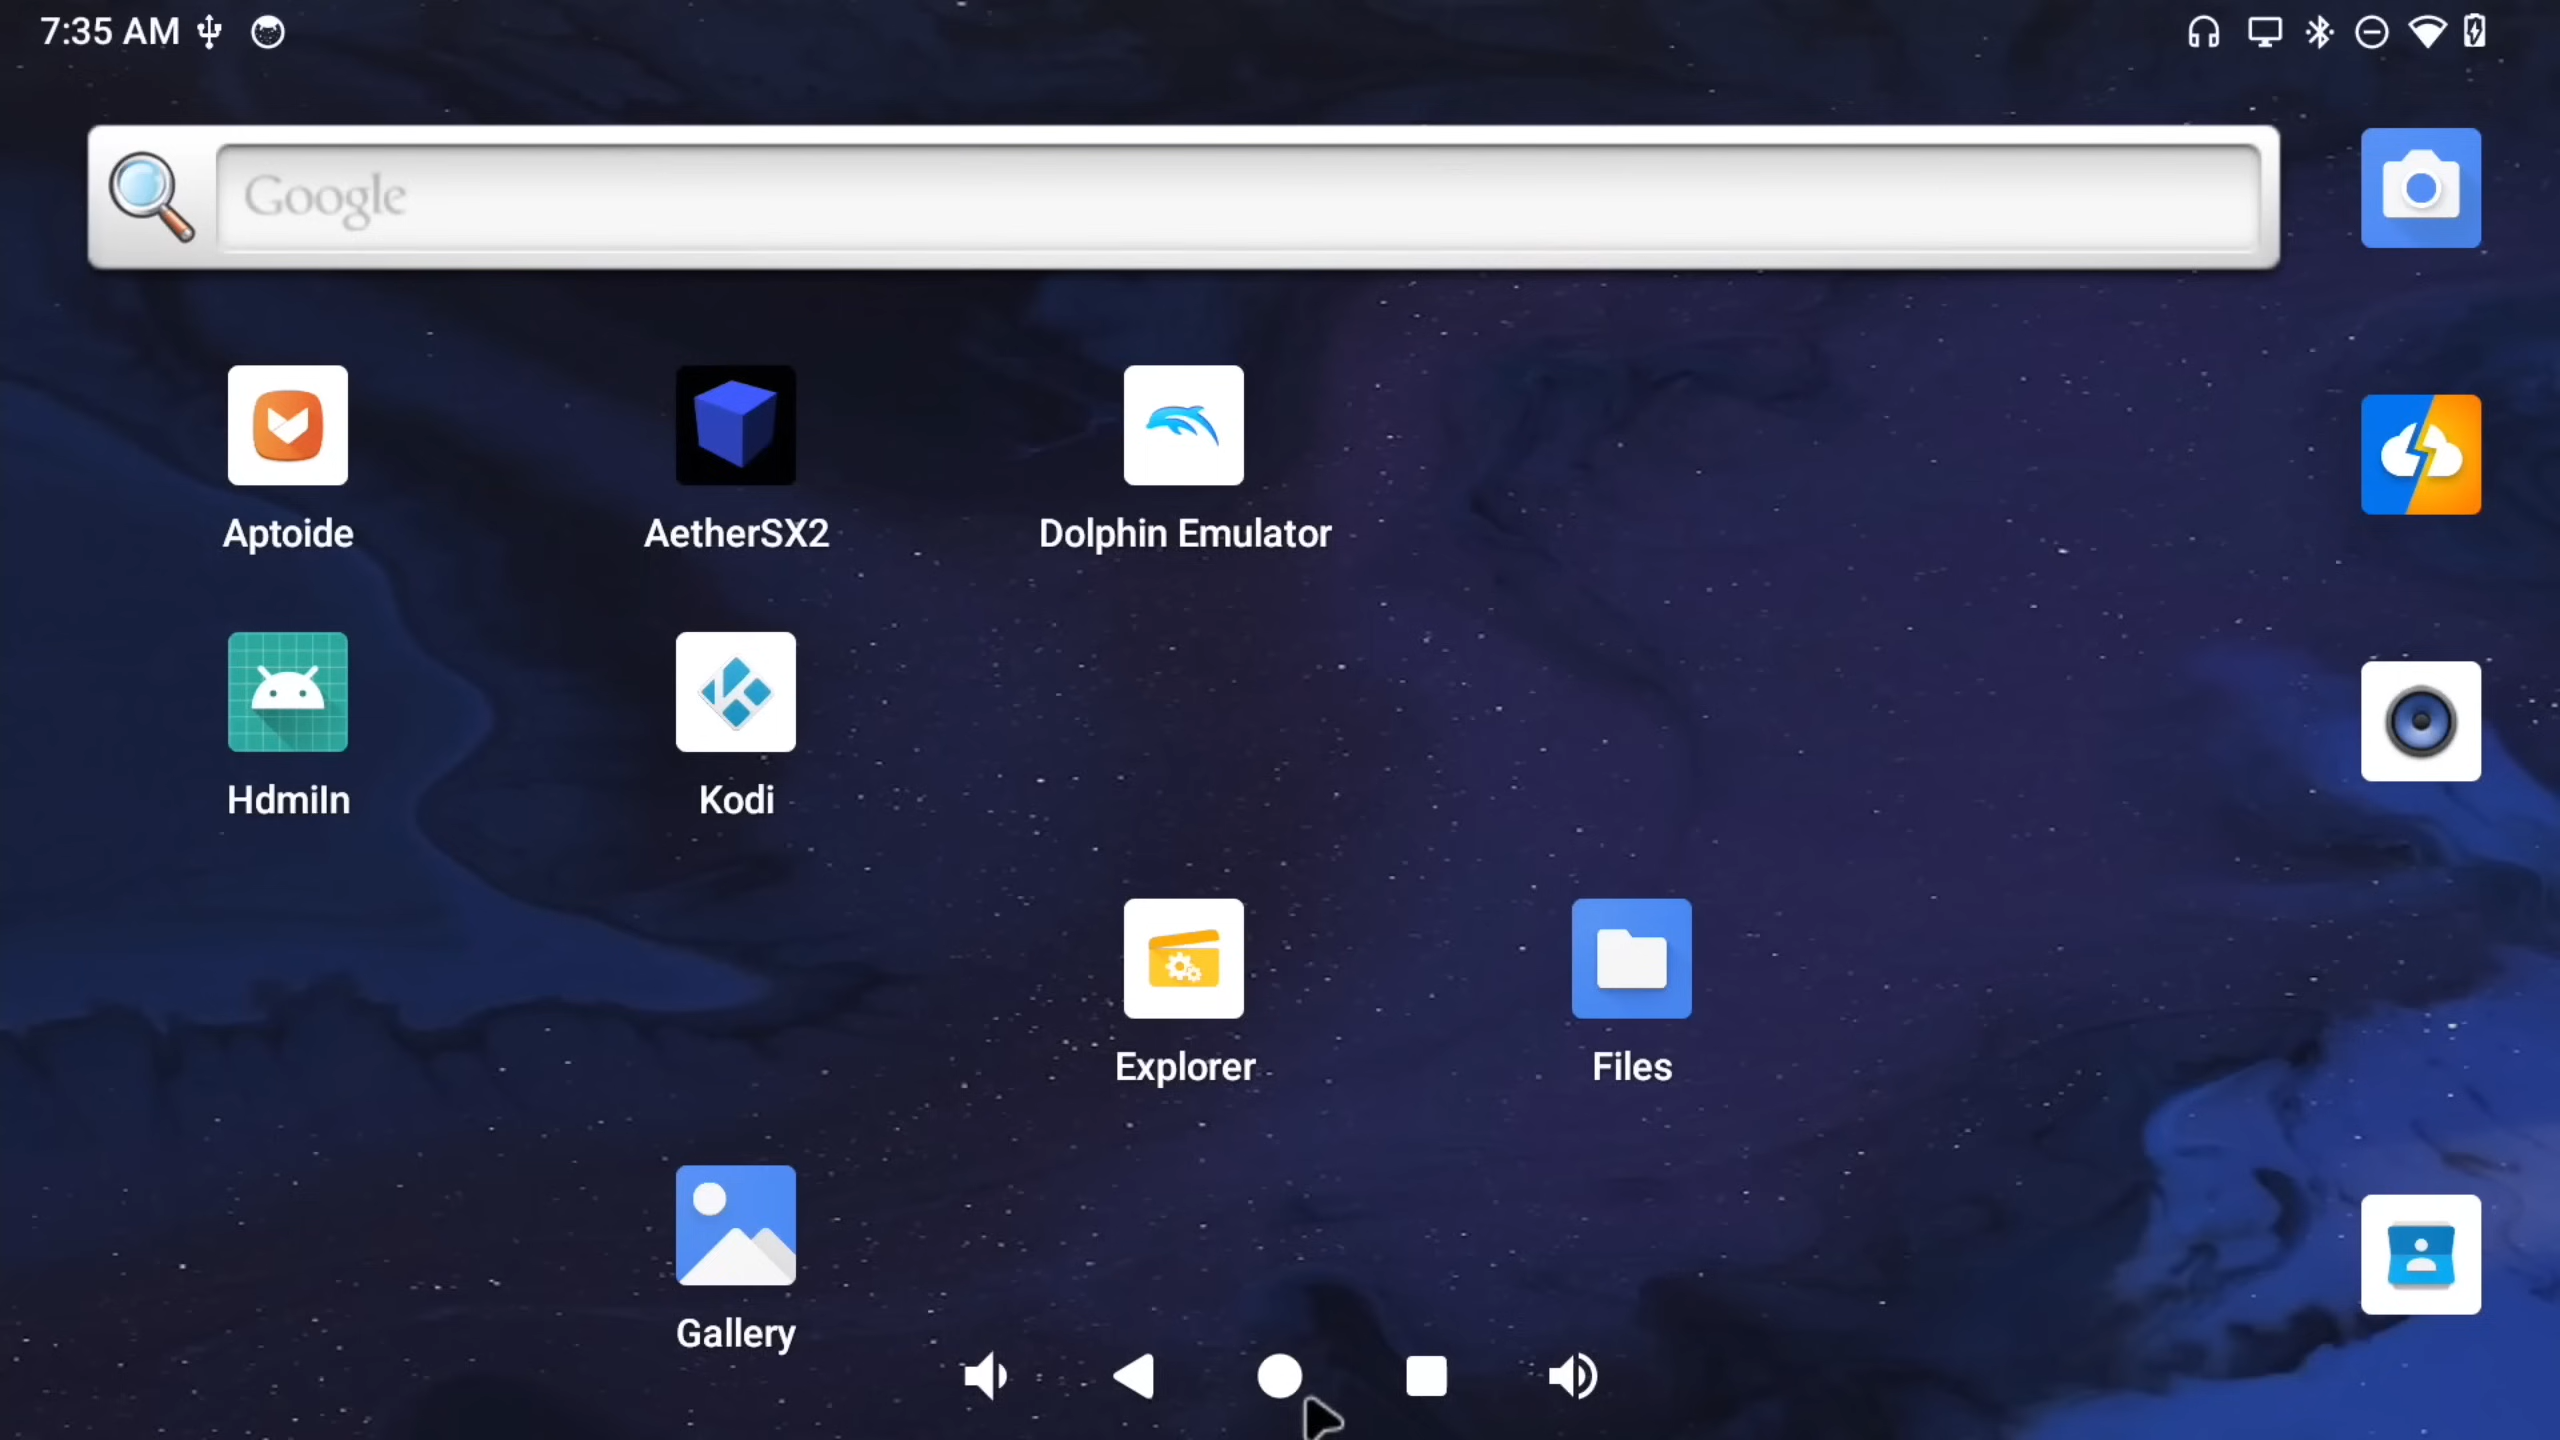 7:35 AM
Google
Aptoide
AetherSX2
Dolphin Emulator
HdmiIn
Kodi
Explorer
Files
Gallery